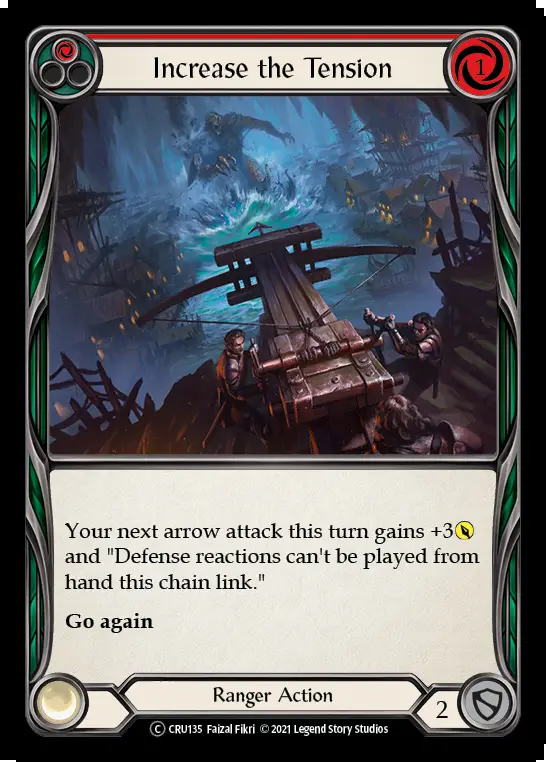 Increase the Tension
1
Your next arrow attack this turn gains +3
and "Defense reactions can't be played from
hand this chain link."
Go again
Ranger Action
2
C CRU135 Faizal Fikri © 2021 Legend Story Studios